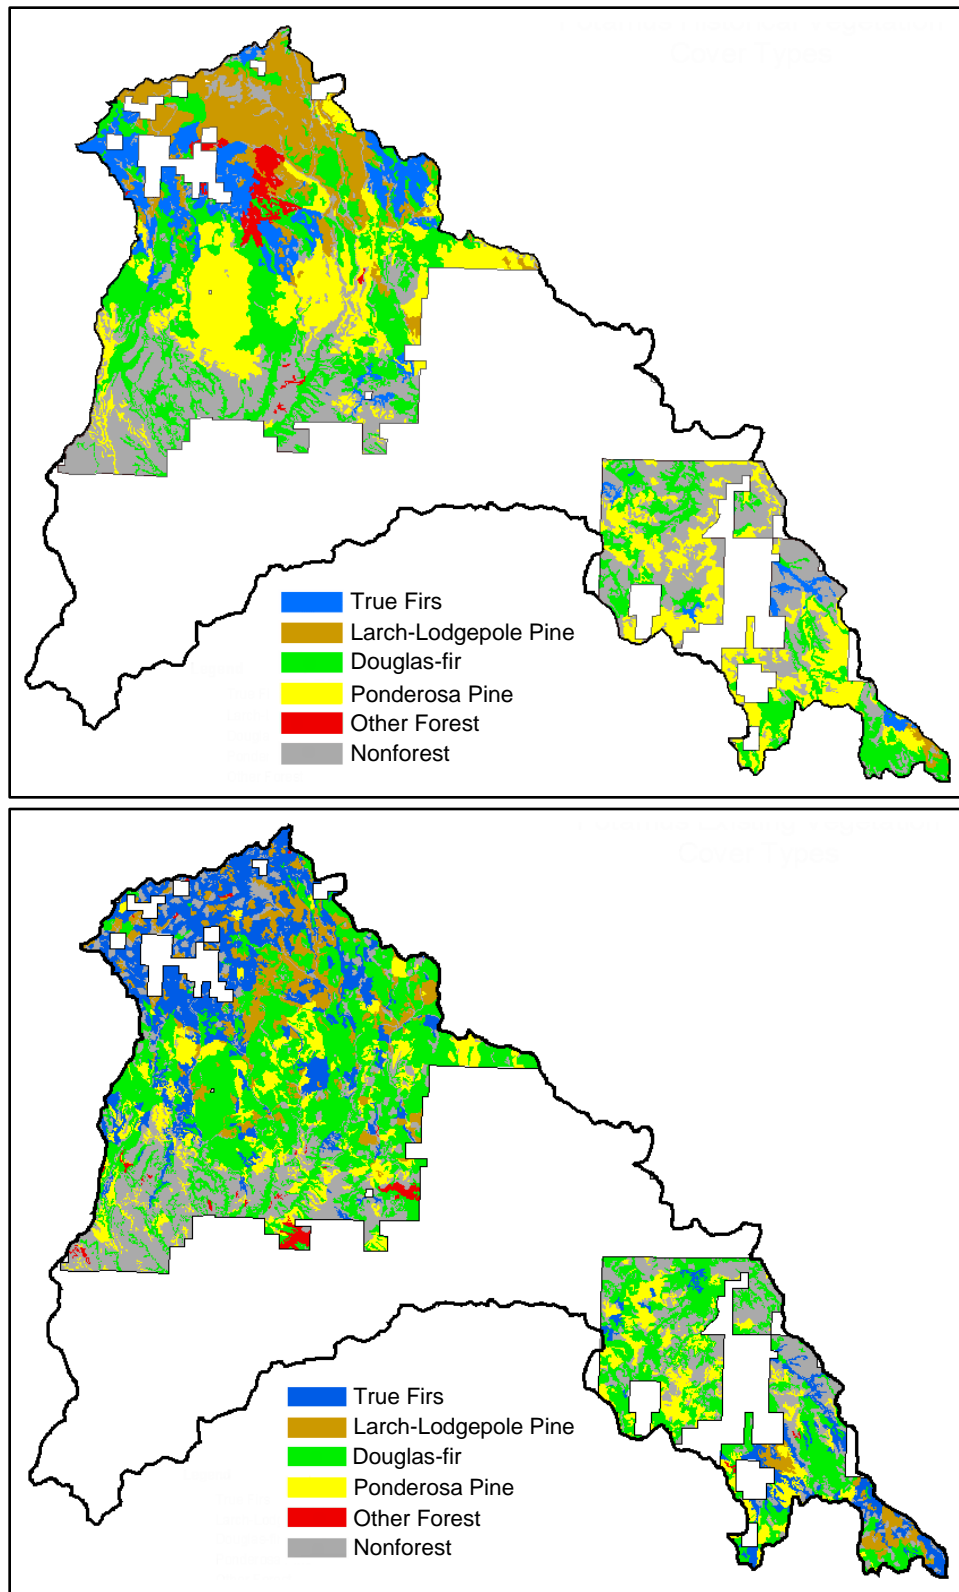 True Firs
Larch-Lodgepole Pine
Douglas-fir
Ponderosa Pine
Other Forest
Nonforest
True Firs
Larch-Lodgepole Pine
Douglas-fir
Ponderosa Pine
Other Forest
Nonforest